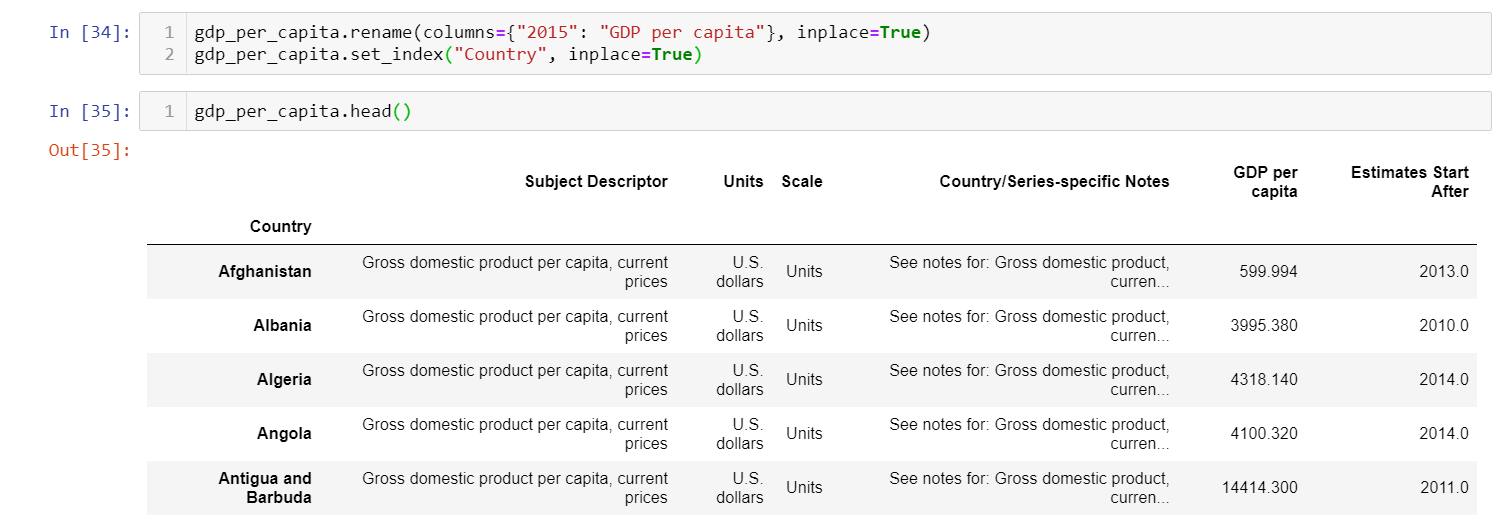 In [34]:
1 gdp_per_capita.rename(columns={"2015": "GDP per capita"}, inplace=True)
2 gdp_per_capita.set_index("Country", inplace=True)
In [35]:
1 gdp_per_capita.head()
Out[35]:
Subject Descriptor Units Scale Country/Series-specific Notes GDP per Estimates Start
capita After
Country
Afghanistan Gross domestic product per capita, current U.S. Units See notes for: Gross domestic product, 599.994 2013.0
prices dollars curren...
Albania Gross domestic product per capita, current U.S. Units See notes for: Gross domestic product, 3995.380 2010.0
prices dollars curren...
Algeria Gross domestic product per capita, current U.S. Units See notes for: Gross domestic product, 4318.140 2014.0
prices dollars curren...
Angola Gross domestic product per capita, current U.S. Units See notes for: Gross domestic product, 4100.320 2014.0
prices dollars curren...
Antigua and Gross domestic product per capita, current U.S. Units See notes for: Gross domestic product, 14414.300 2011.0
Barbuda prices dollars curren...